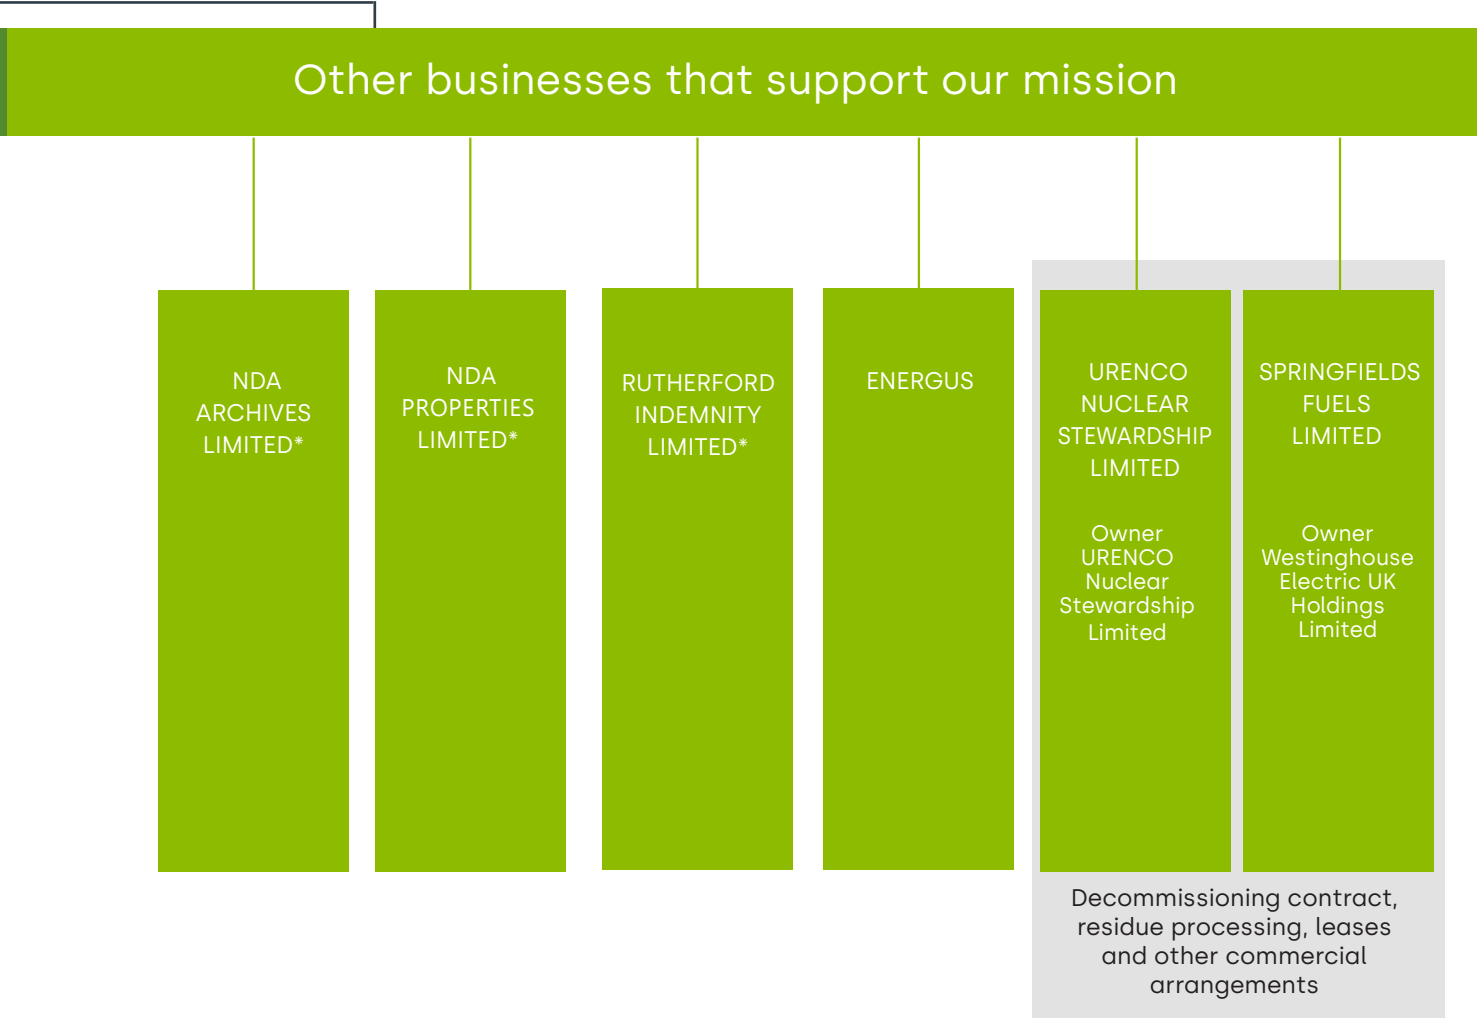 Other businesses that support our mission
NDA
ARCHIVES
LIMITED*
NDA
PROPERTIES
LIMITED*
RUTHERFORD
INDEMNITY
LIMITED*
ENERGUS
URENCO
NUCLEAR
STEWARDSHIP
LIMITED
Owner
URENCO
Nuclear
Stewardship
Limited
SPRINGFIELDS
FUELS
LIMITED
Owner
Westinghouse
Electric UK
Holdings
Limited
Decommissioning contract,
residue processing, leases
and other commercial
arrangements